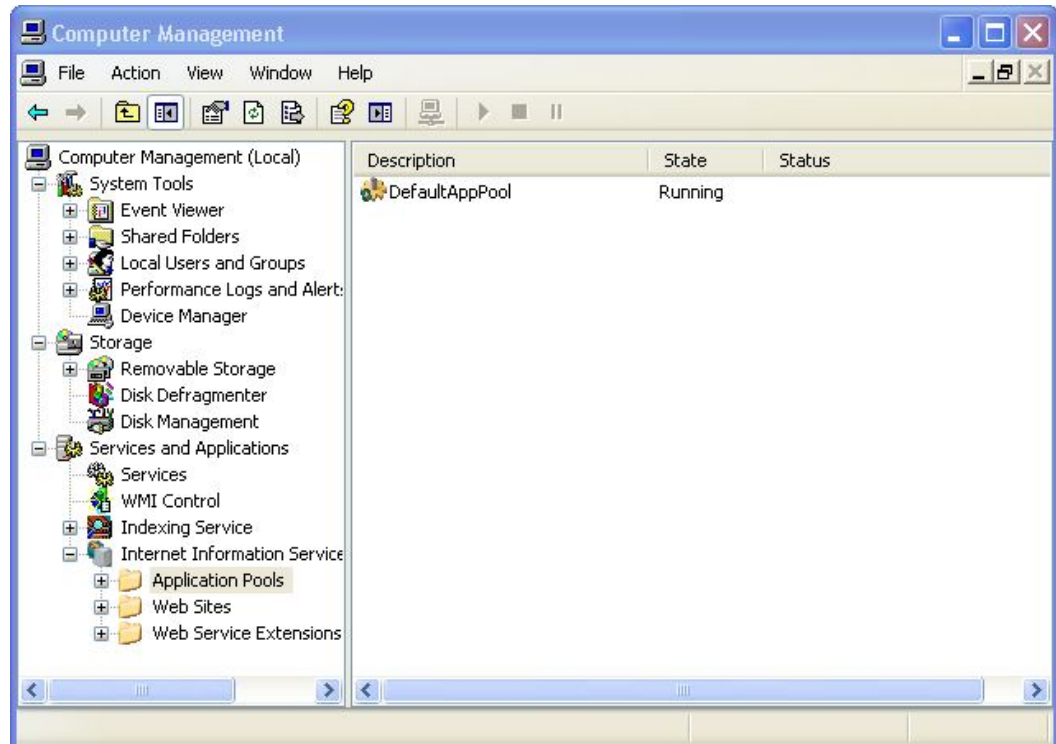 Computer Management
File Action View Window Help
Computer Management (Local)
System Tools
Event Viewer
Shared Folders
Local Users and Groups
Performance Logs and Alert
Device Manager
Storage
Removable Storage
Disk Defragmenter
Disk Management
Services and Applications
Services
WMI Control
Indexing Service
Internet Information Service
Application Pools
Web Sites
Web Service Extensions
Description State Status
DefaultAppPool Running